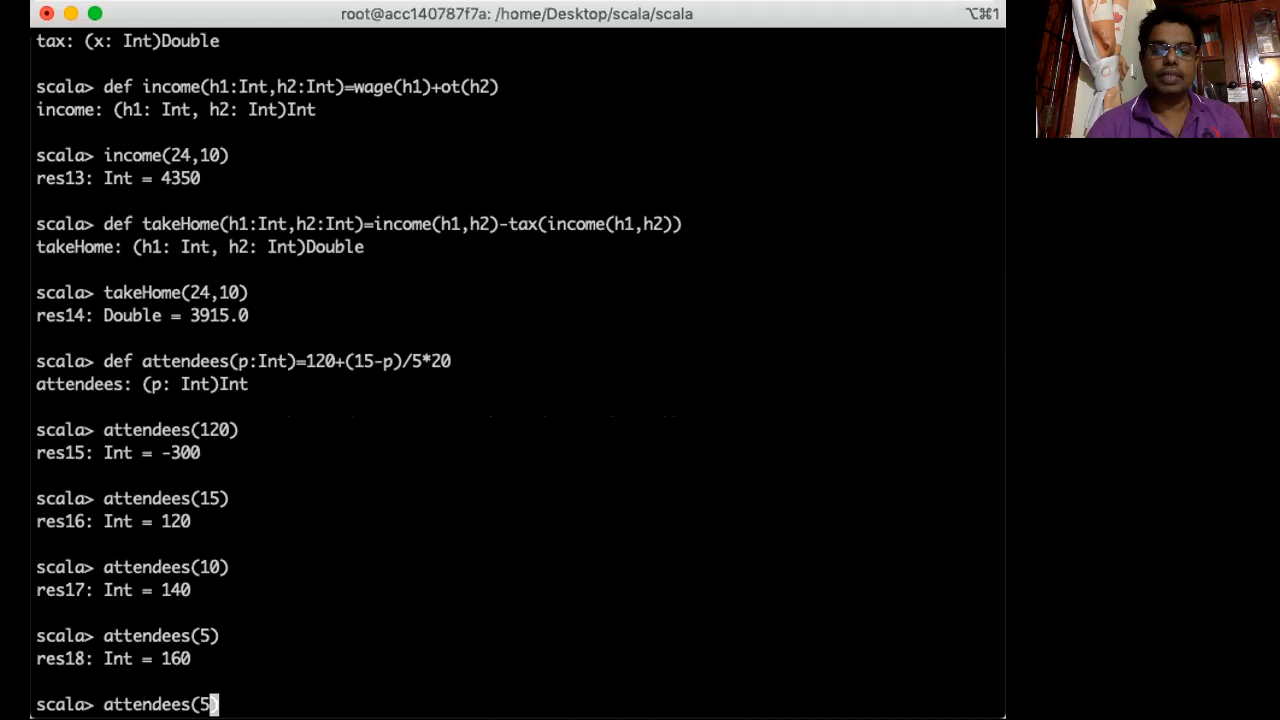 root@acc140787f7a: /home/Desktop/scala/scala
⌥⌘1
tax: (x: Int)Double
scala> def income(h1:Int,h2:Int)=wage(h1)+ot(h2)
income: (h1: Int, h2: Int)Int
scala> income(24,10)
res13: Int = 4350
scala> def takeHome(h1:Int,h2:Int)=income(h1,h2)-tax(income(h1,h2))
takeHome: (h1: Int, h2: Int)Double
scala> takeHome(24,10)
res14: Double = 3915.0
scala> def attendees(p:Int)=120+(15-p)/5*20
attendees: (p: Int)Int
scala> attendees(120)
res15: Int = -300
scala> attendees(15)
res16: Int = 120
scala> attendees(10)
res17: Int = 140
scala> attendees(5)
res18: Int = 160
scala> attendees(5)